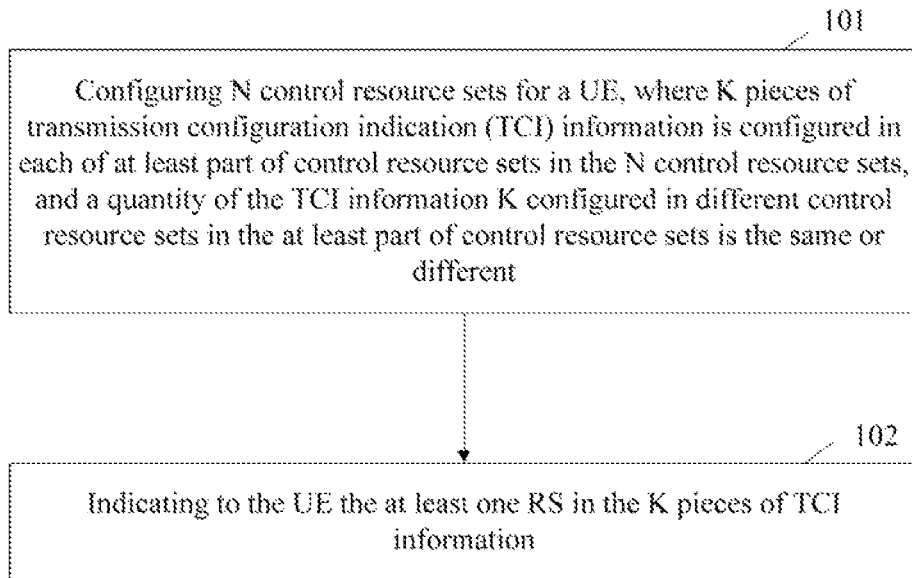 101
Configuring N control resource sets for a UE, where K pieces of
transmission configuration indication (TCI) information is configured in
each of at least part of control resource sets in the N control resource sets,
and a quantity of the TCI information K configured in different control
resource sets in the at least part of control resource sets is the same or
different
102
Indicating to the UE the at least one RS in the K pieces of TCI
information